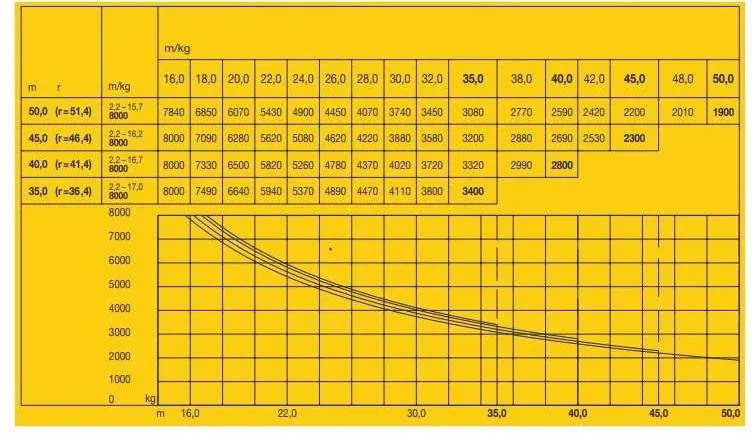 m/kg
m r m/kg 16,0 18,0 20,0 22,0 24,0 26,0 28,0 30,0 32,0 35,0 38,0 40,0 42,0 45,0 48,0 50,0
50,0 (r=51,4) 2,2–15,7 8000 7840 6850 6070 5430 4900 4450 4070 3740 3450 3080 2770 2590 2420 2200 2010 1900
45,0 (r=46,4) 2,2–16,2 8000 8000 7090 6280 5620 5080 4620 4220 3880 3580 3200 2880 2690 2530 2300
40,0 (r=41,4) 2,2–16,7 8000 8000 7330 6500 5820 5260 4780 4370 4020 3720 3320 2990 2800
35,0 (r=36,4) 2,2–17,0 8000 8000 7490 6640 5940 5370 4890 4470 4110 3800 3400
8000
7000
6000
5000
4000
3000
2000
1000
0 kg
m 16,0 22,0 30,0 35,0 40,0 45,0 50,0